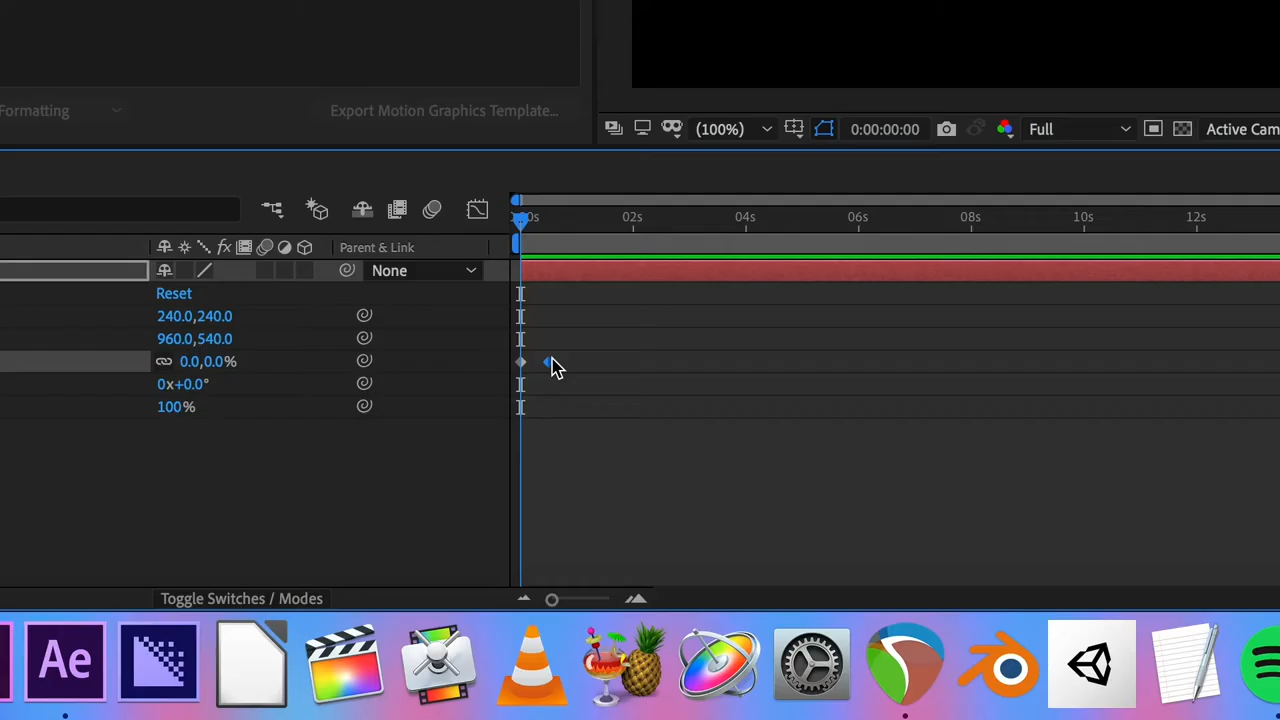 Formatting
Export Motion Graphics Template...
(100%)
0:00:00:00
Full
Active Cam
02s 04s 06s 08s 10s 12s
fx
Parent & Link
None
Reset
240.0,240.0
960.0,540.0
0.0,0.0%
0x+0.0°
100%
Toggle Switches / Modes
Ae